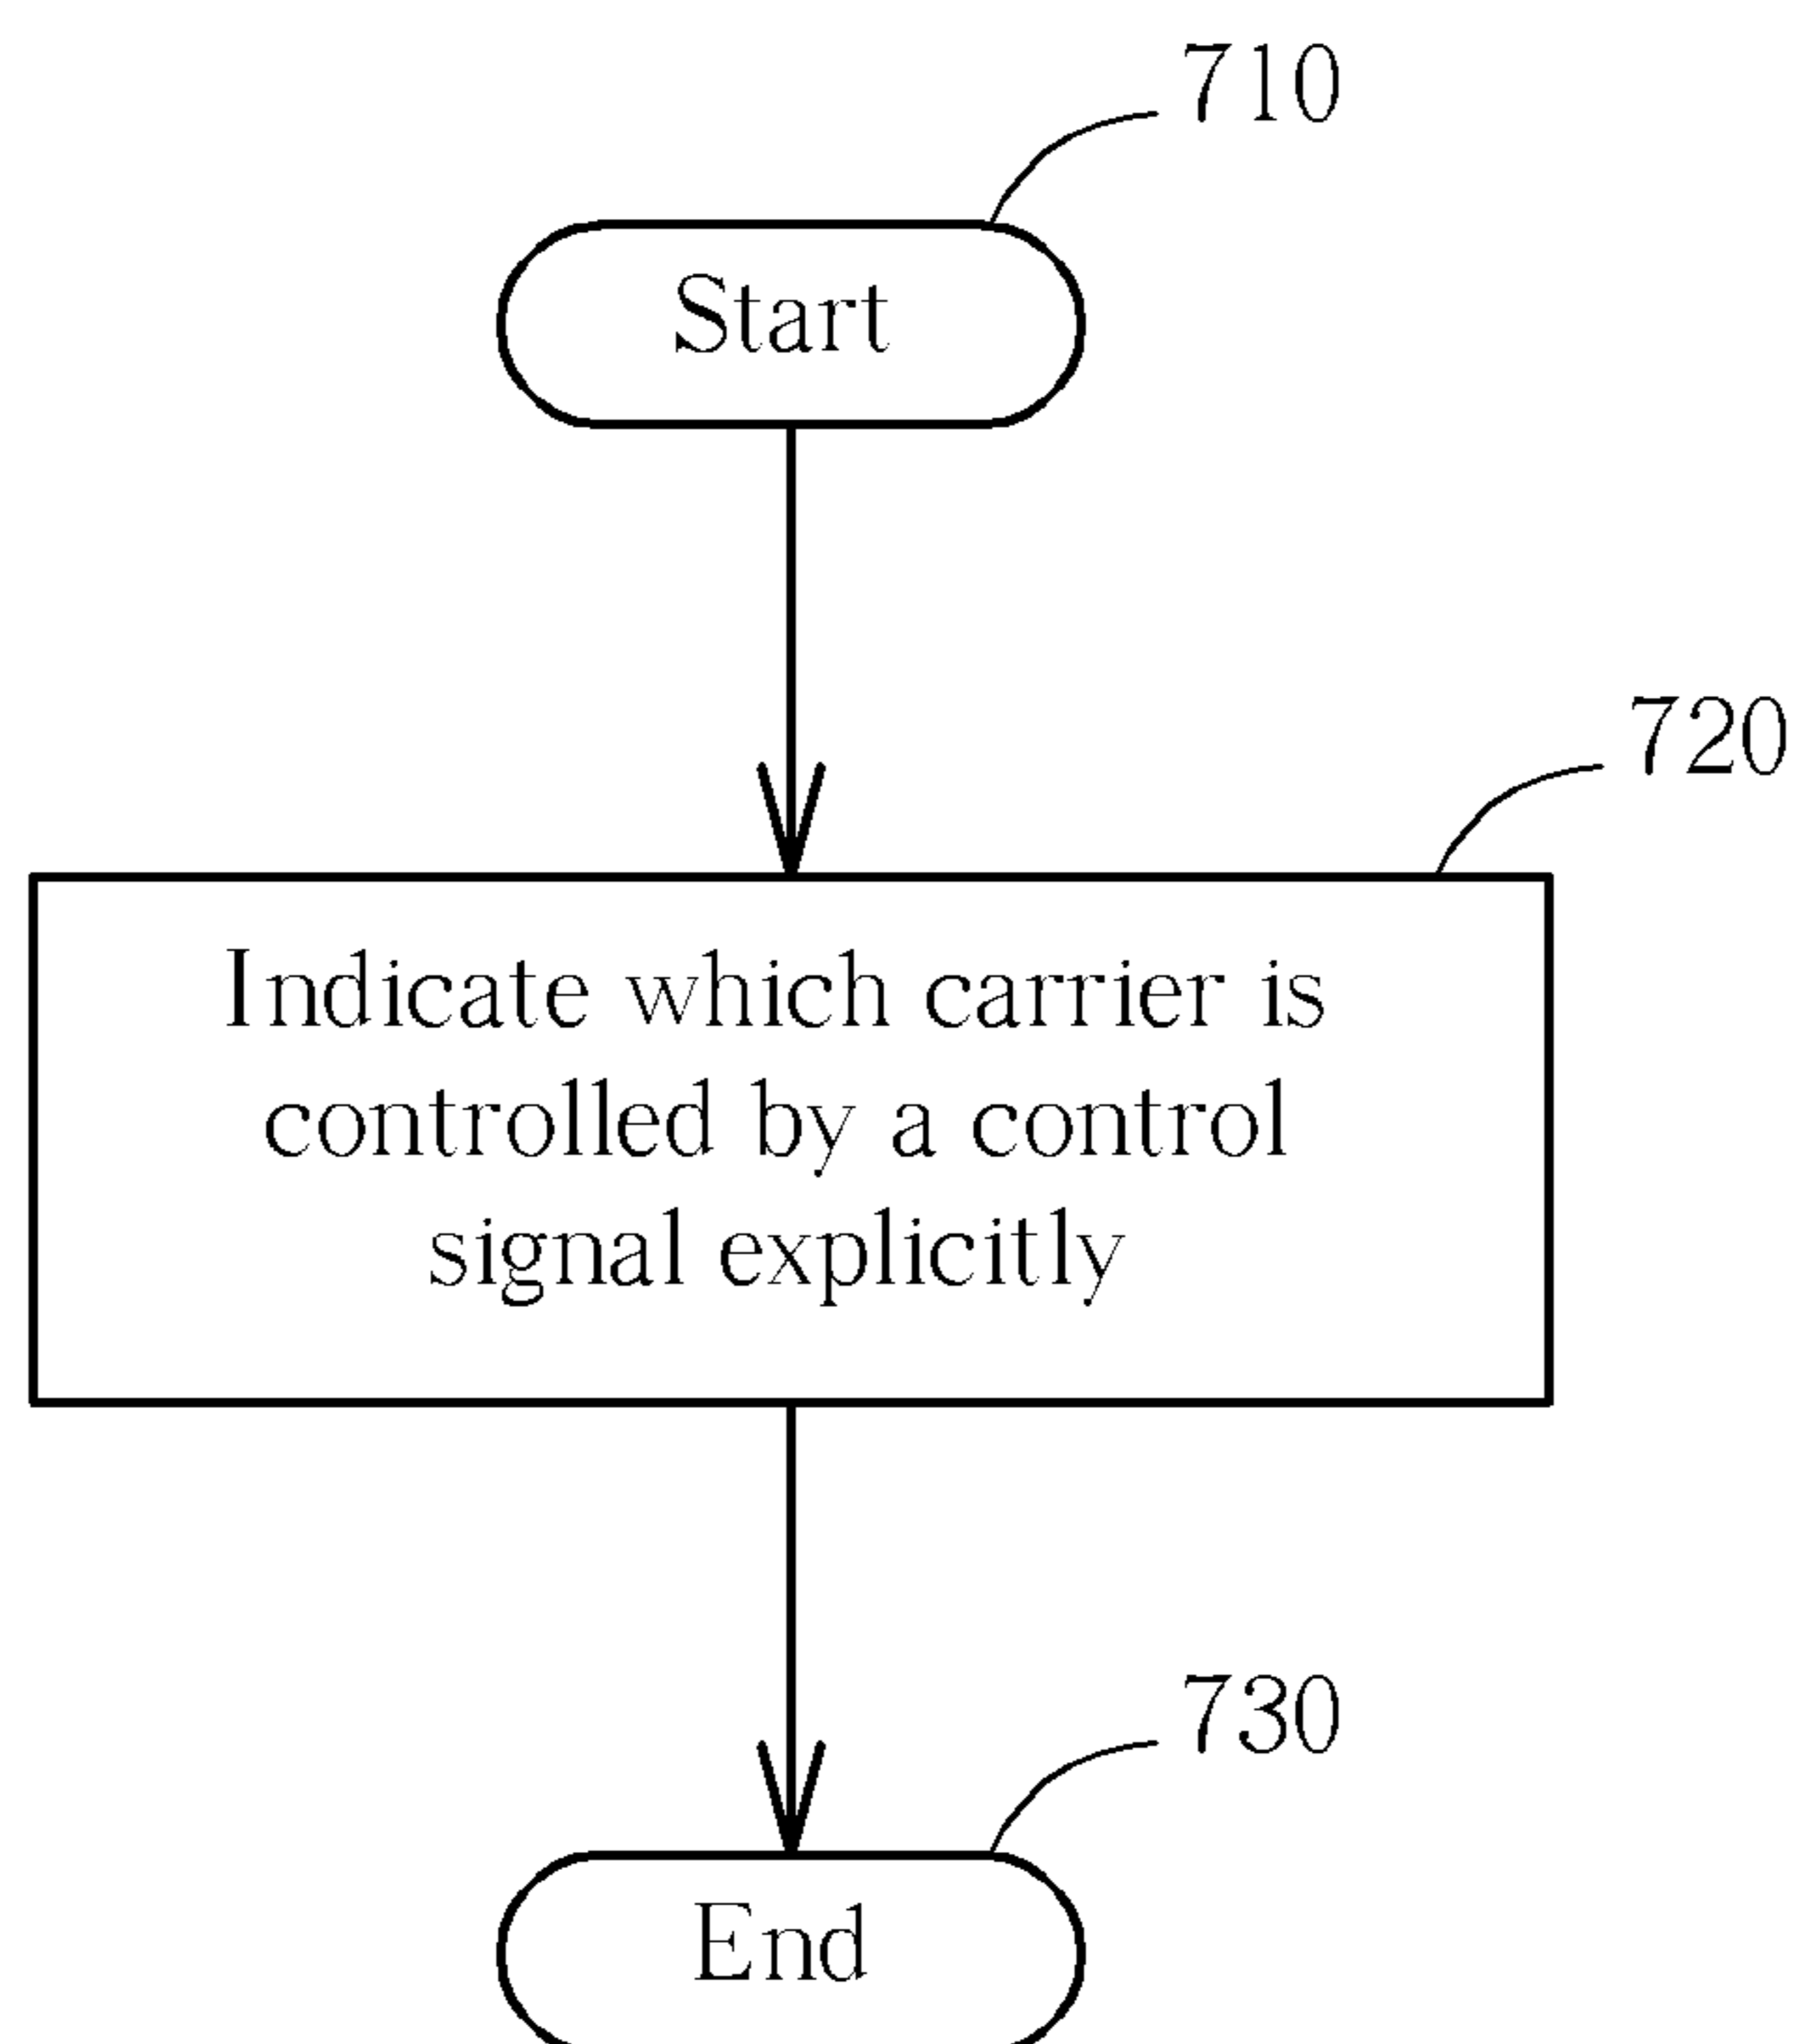 710
Start
720
Indicate which carrier is
controlled by a control
signal explicitly
730
End